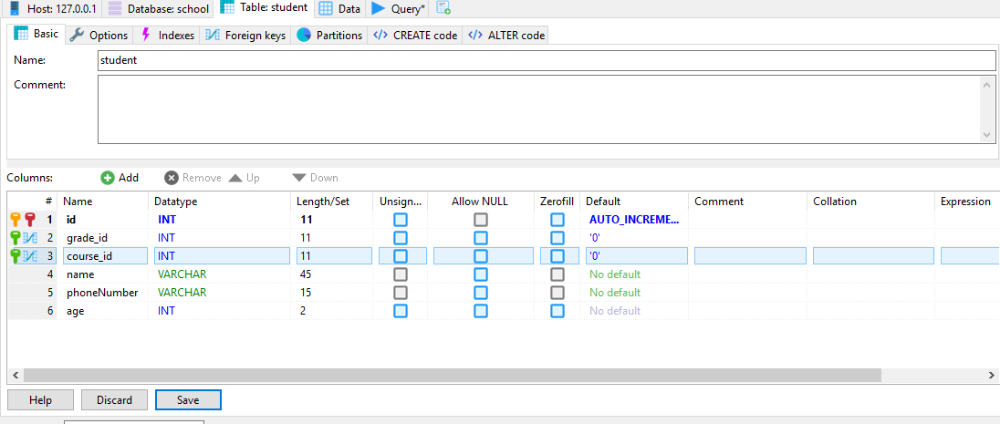 Host: 127.0.0.1 Database: school Table: student Data Query*
Basic Options Indexes Foreign keys Partitions CREATE code ALTER code
Name: student
Comment:
Columns: Add Remove Up Down
# Name Datatype Length/Set Unsign... Allow NULL Zerofill Default Comment Collation Expression
1 id INT 11 AUTO_INCREME...
2 grade_id INT 11 '0'
3 course_id INT 11 '0'
4 name VARCHAR 45 No default
5 phoneNumber VARCHAR 15 No default
6 age INT 2 No default
Help Discard Save